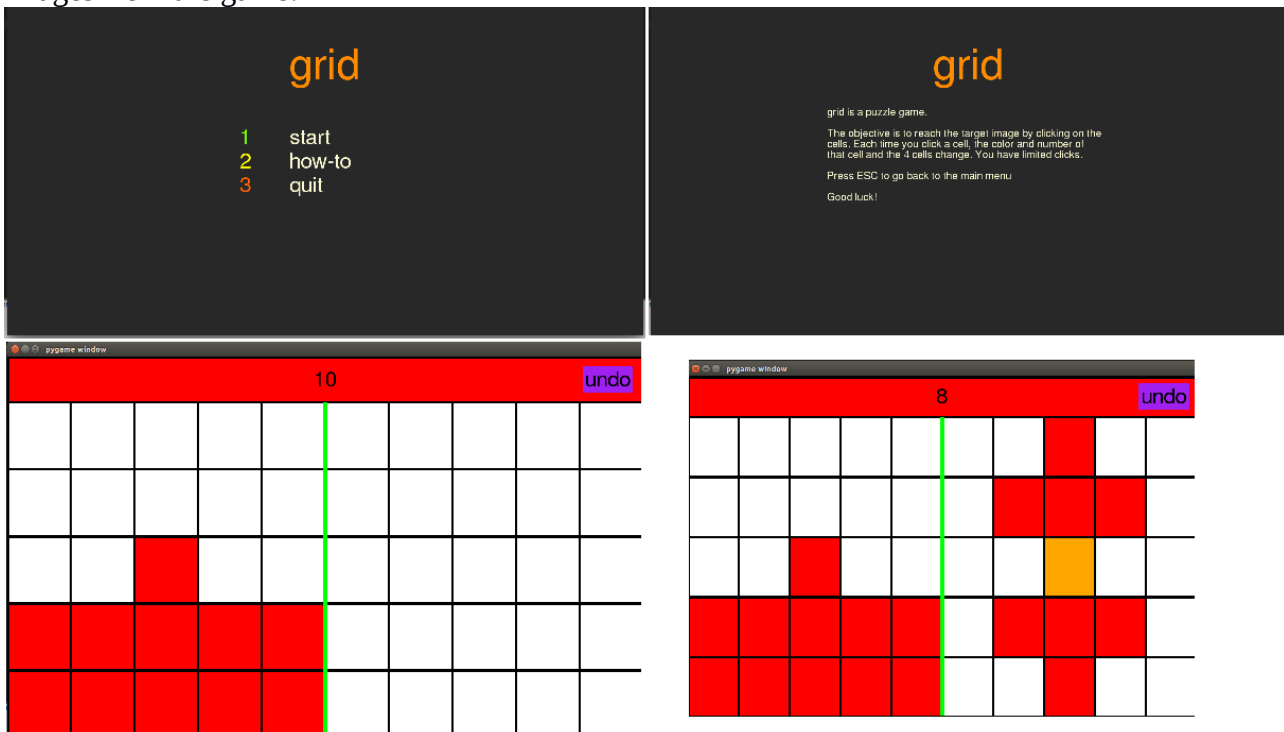 grid
1 start
2 how-to
3 quit
grid
grid is a puzzle game.
The objective is to reach the target image by clicking on the
cells. Each time you click a cell, the color and number of
that cell and the 4 cells change. You have limited clicks.
Press ESC to go back to the main menu
Good luck!
pygame window
10 undo
pygame window
8 undo